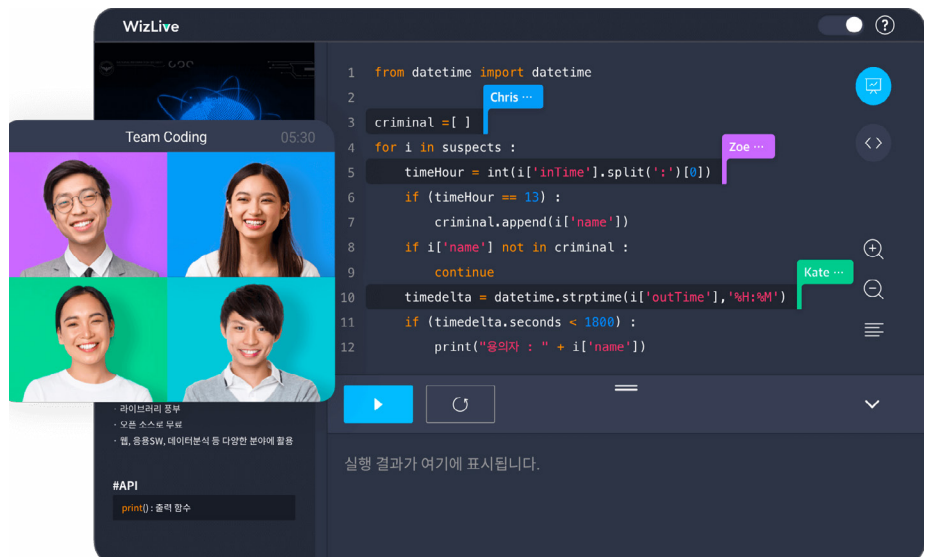 WizLive
?
Team Coding 05:30
1 from datetime import datetime
2
Chris ...
3 criminal =[ ]
4 for i in suspects :
Zoe ...
5 timeHour = int(i['inTime'].split(':')[0])
6 if (timeHour == 13) :
7 criminal.append(i['name'])
8 if i['name'] not in criminal :
9 continue
Kate ...
10 timedelta = datetime.strptime(i['outTime'],'%H:%M')
11 if (timedelta.seconds < 1800) :
12 print("용의자 : " + i['name'])
· 라이브러리 풍부
· 오픈 소스로 무료
· 웹, 응용SW, 데이터분석 등 다양한 분야에 활용
#API
print() : 출력 함수
실행 결과가 여기에 표시됩니다.